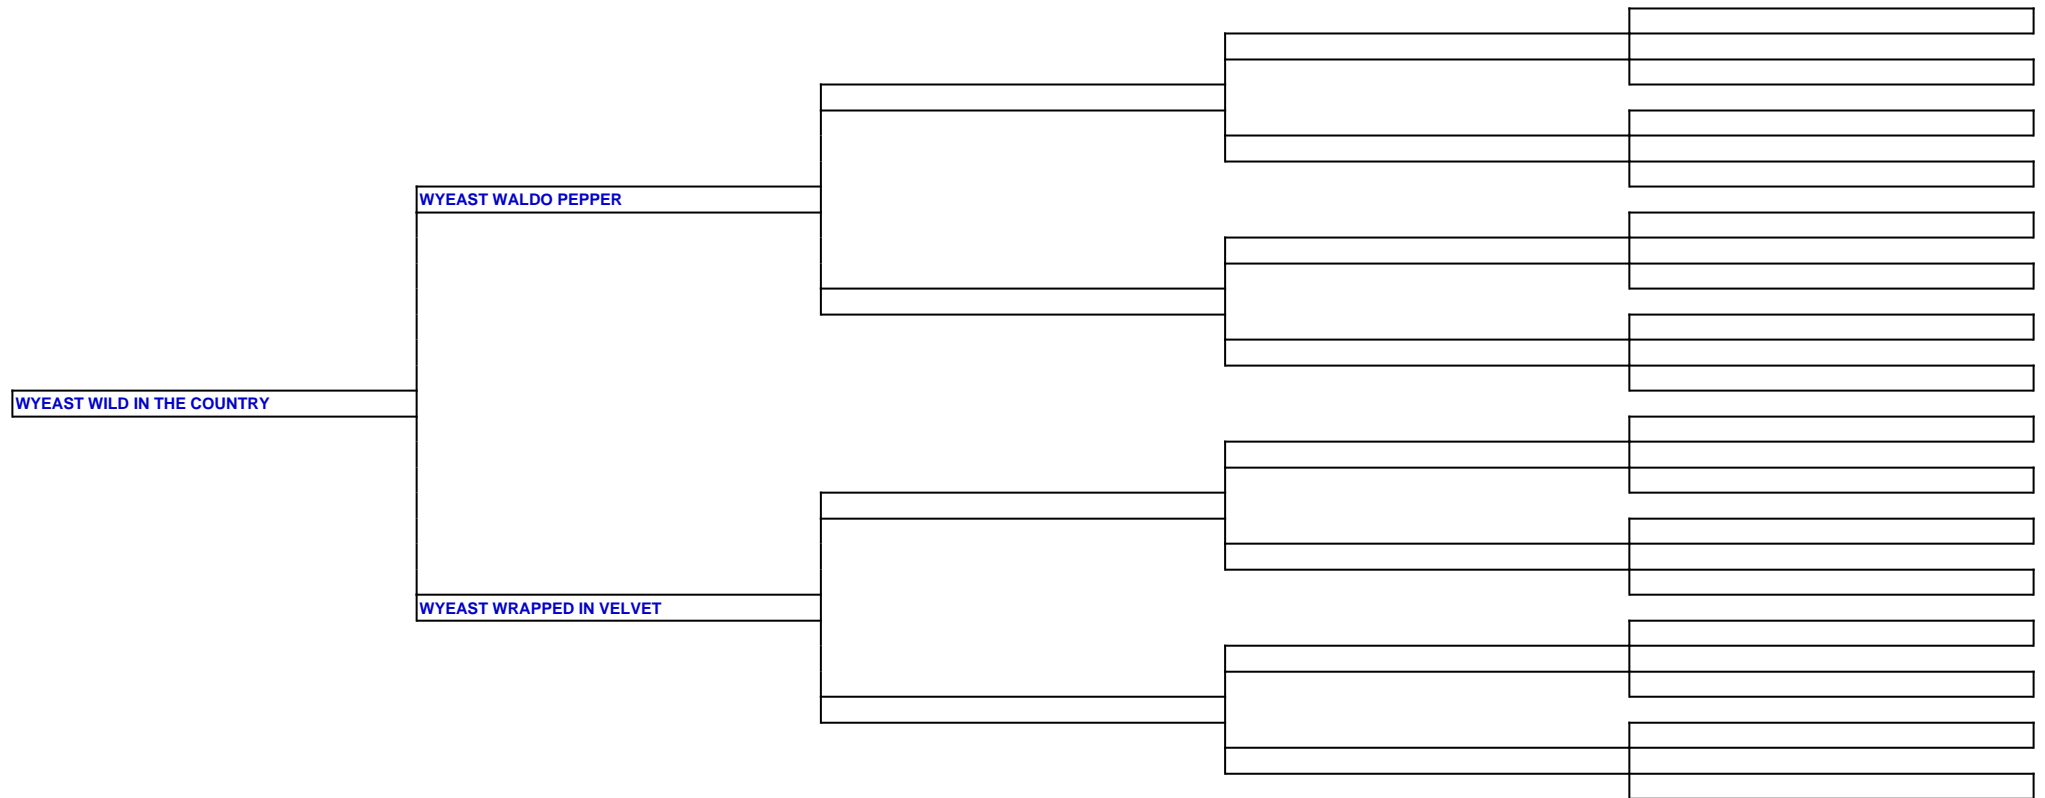 WYEAST WALDO PEPPER
WYEAST WILD IN THE COUNTRY
WYEAST WRAPPED IN VELVET